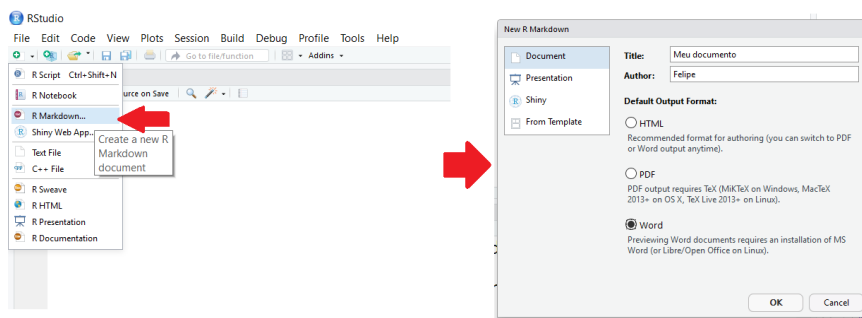 RStudio
File Edit Code View Plots Session Build Debug Profile Tools Help
Go to file/function Addins
R Script Ctrl+Shift+N
R Notebook
urce on Save
R Markdown...
Shiny Web App...
Create a new R
Markdown
document
Text File
C++ File
R Sweave
R HTML
R Presentation
R Documentation
New R Markdown
Document
Presentation
Shiny
From Template
Title: Meu documento
Author: Felipe
Default Output Format:
HTML
Recommended format for authoring (you can switch to PDF
or Word output anytime).
PDF
PDF output requires TeX (MiKTeX on Windows, MacTeX
2013+ on OS X, TeX Live 2013+ on Linux).
Word
Previewing Word documents requires an installation of MS
Word (or Libre/Open Office on Linux).
OK Cancel